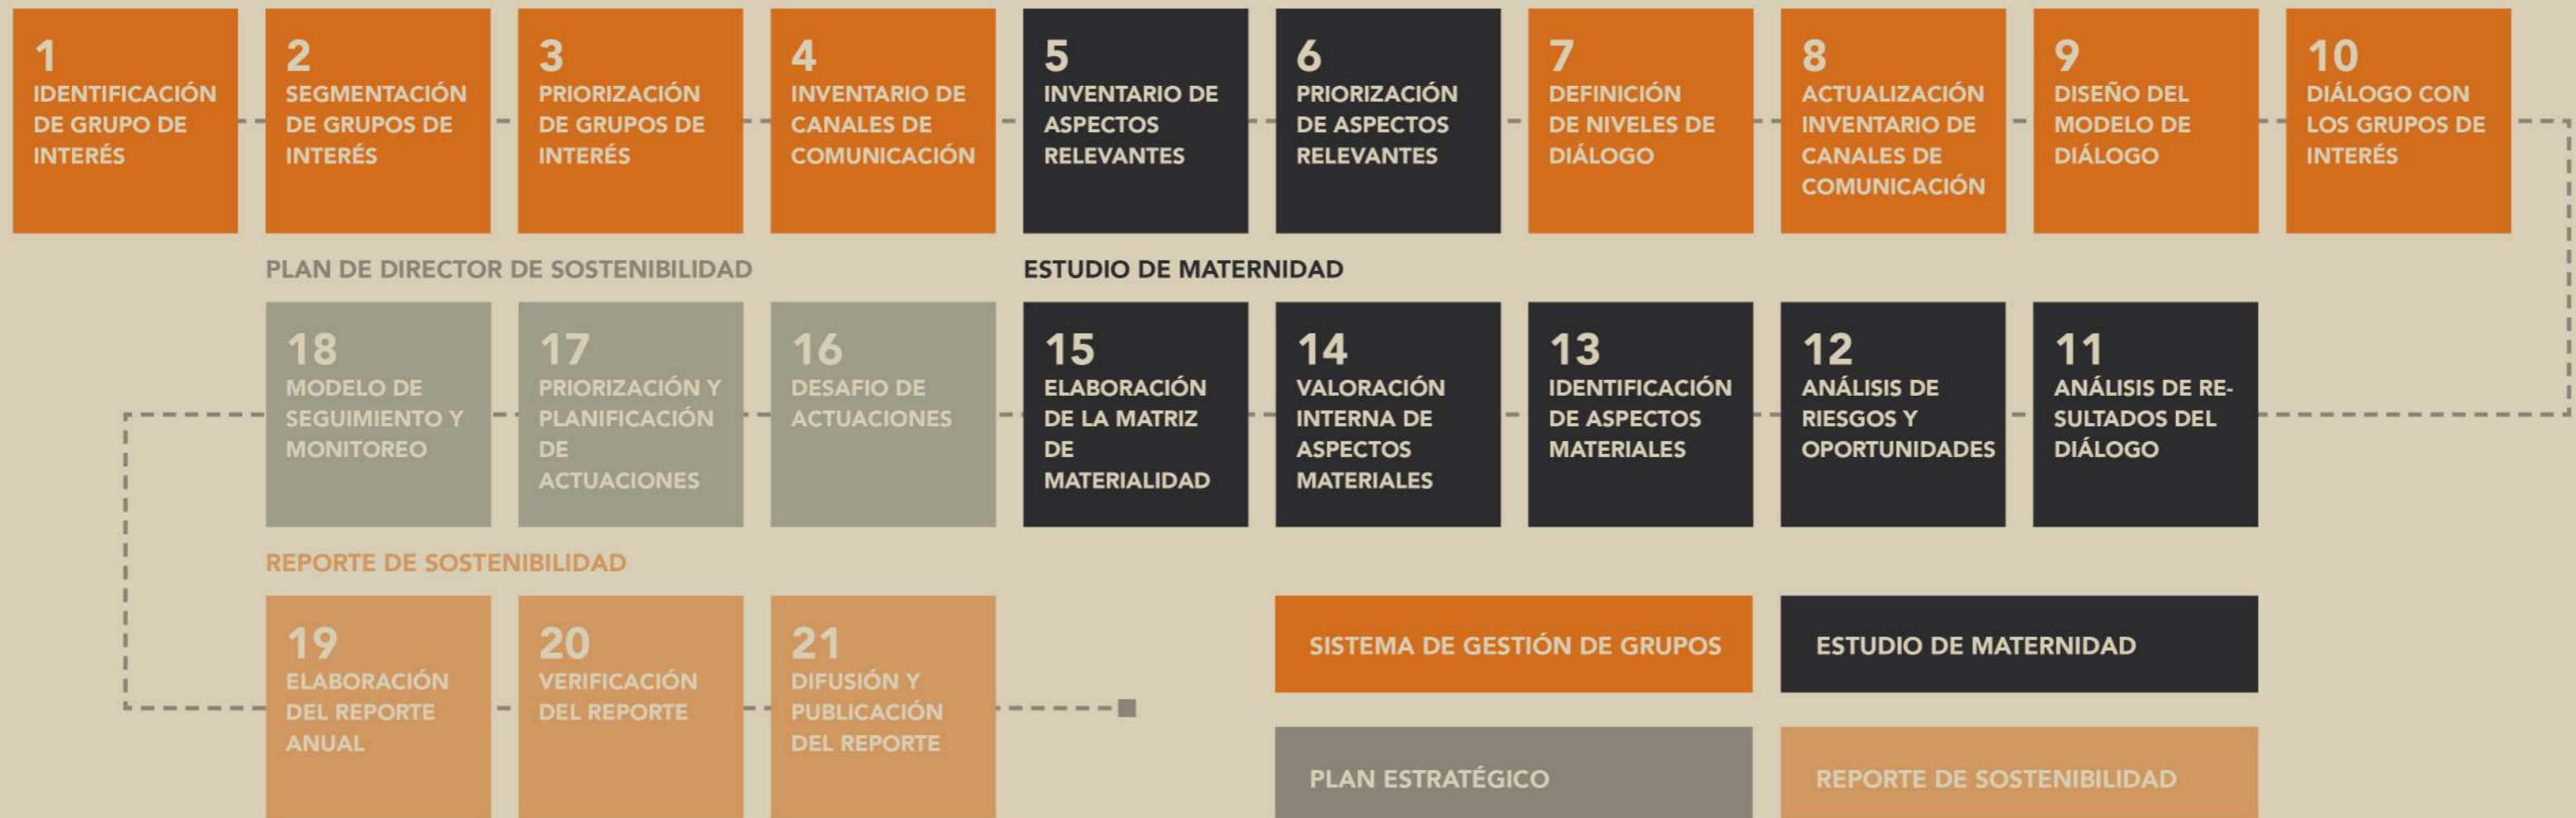 1
IDENTIFICACIÓN
DE GRUPO DE
INTERÉS
2
SEGMENTACIÓN
DE GRUPOS DE
INTERÉS
3
PRIORIZACIÓN
DE GRUPOS DE
INTERÉS
4
INVENTARIO DE
CANALES DE
COMUNICACIÓN
5
INVENTARIO DE
ASPECTOS
RELEVANTES
6
PRIORIZACIÓN
DE ASPECTOS
RELEVANTES
7
DEFINICIÓN
DE NIVELES DE
DIÁLOGO
8
ACTUALIZACIÓN
INVENTARIO DE
CANALES DE
COMUNICACIÓN
9
DISEÑO DEL
MODELO DE
DIÁLOGO
10
DIÁLOGO CON
LOS GRUPOS DE
INTERÉS
PLAN DE DIRECTOR DE SOSTENIBILIDAD
ESTUDIO DE MATERNIDAD
18
MODELO DE
SEGUIMIENTO Y
MONITOREO
17
PRIORIZACIÓN Y
PLANIFICACIÓN
DE
ACTUACIONES
16
DESAFIO DE
ACTUACIONES
15
ELABORACIÓN
DE LA MATRIZ
DE
MATERIALIDAD
14
VALORACIÓN
INTERNA DE
ASPECTOS
MATERIALES
13
IDENTIFICACIÓN
DE ASPECTOS
MATERIALES
12
ANÁLISIS DE
RIESGOS Y
OPORTUNIDADES
11
ANÁLISIS DE RE-
SULTADOS DEL
DIÁLOGO
REPORTE DE SOSTENIBILIDAD
19
ELABORACIÓN
DEL REPORTE
ANUAL
20
VERIFICACIÓN
DEL REPORTE
21
DIFUSIÓN Y
PUBLICACIÓN
DEL REPORTE
SISTEMA DE GESTIÓN DE GRUPOS
ESTUDIO DE MATERNIDAD
PLAN ESTRATÉGICO
REPORTE DE SOSTENIBILIDAD